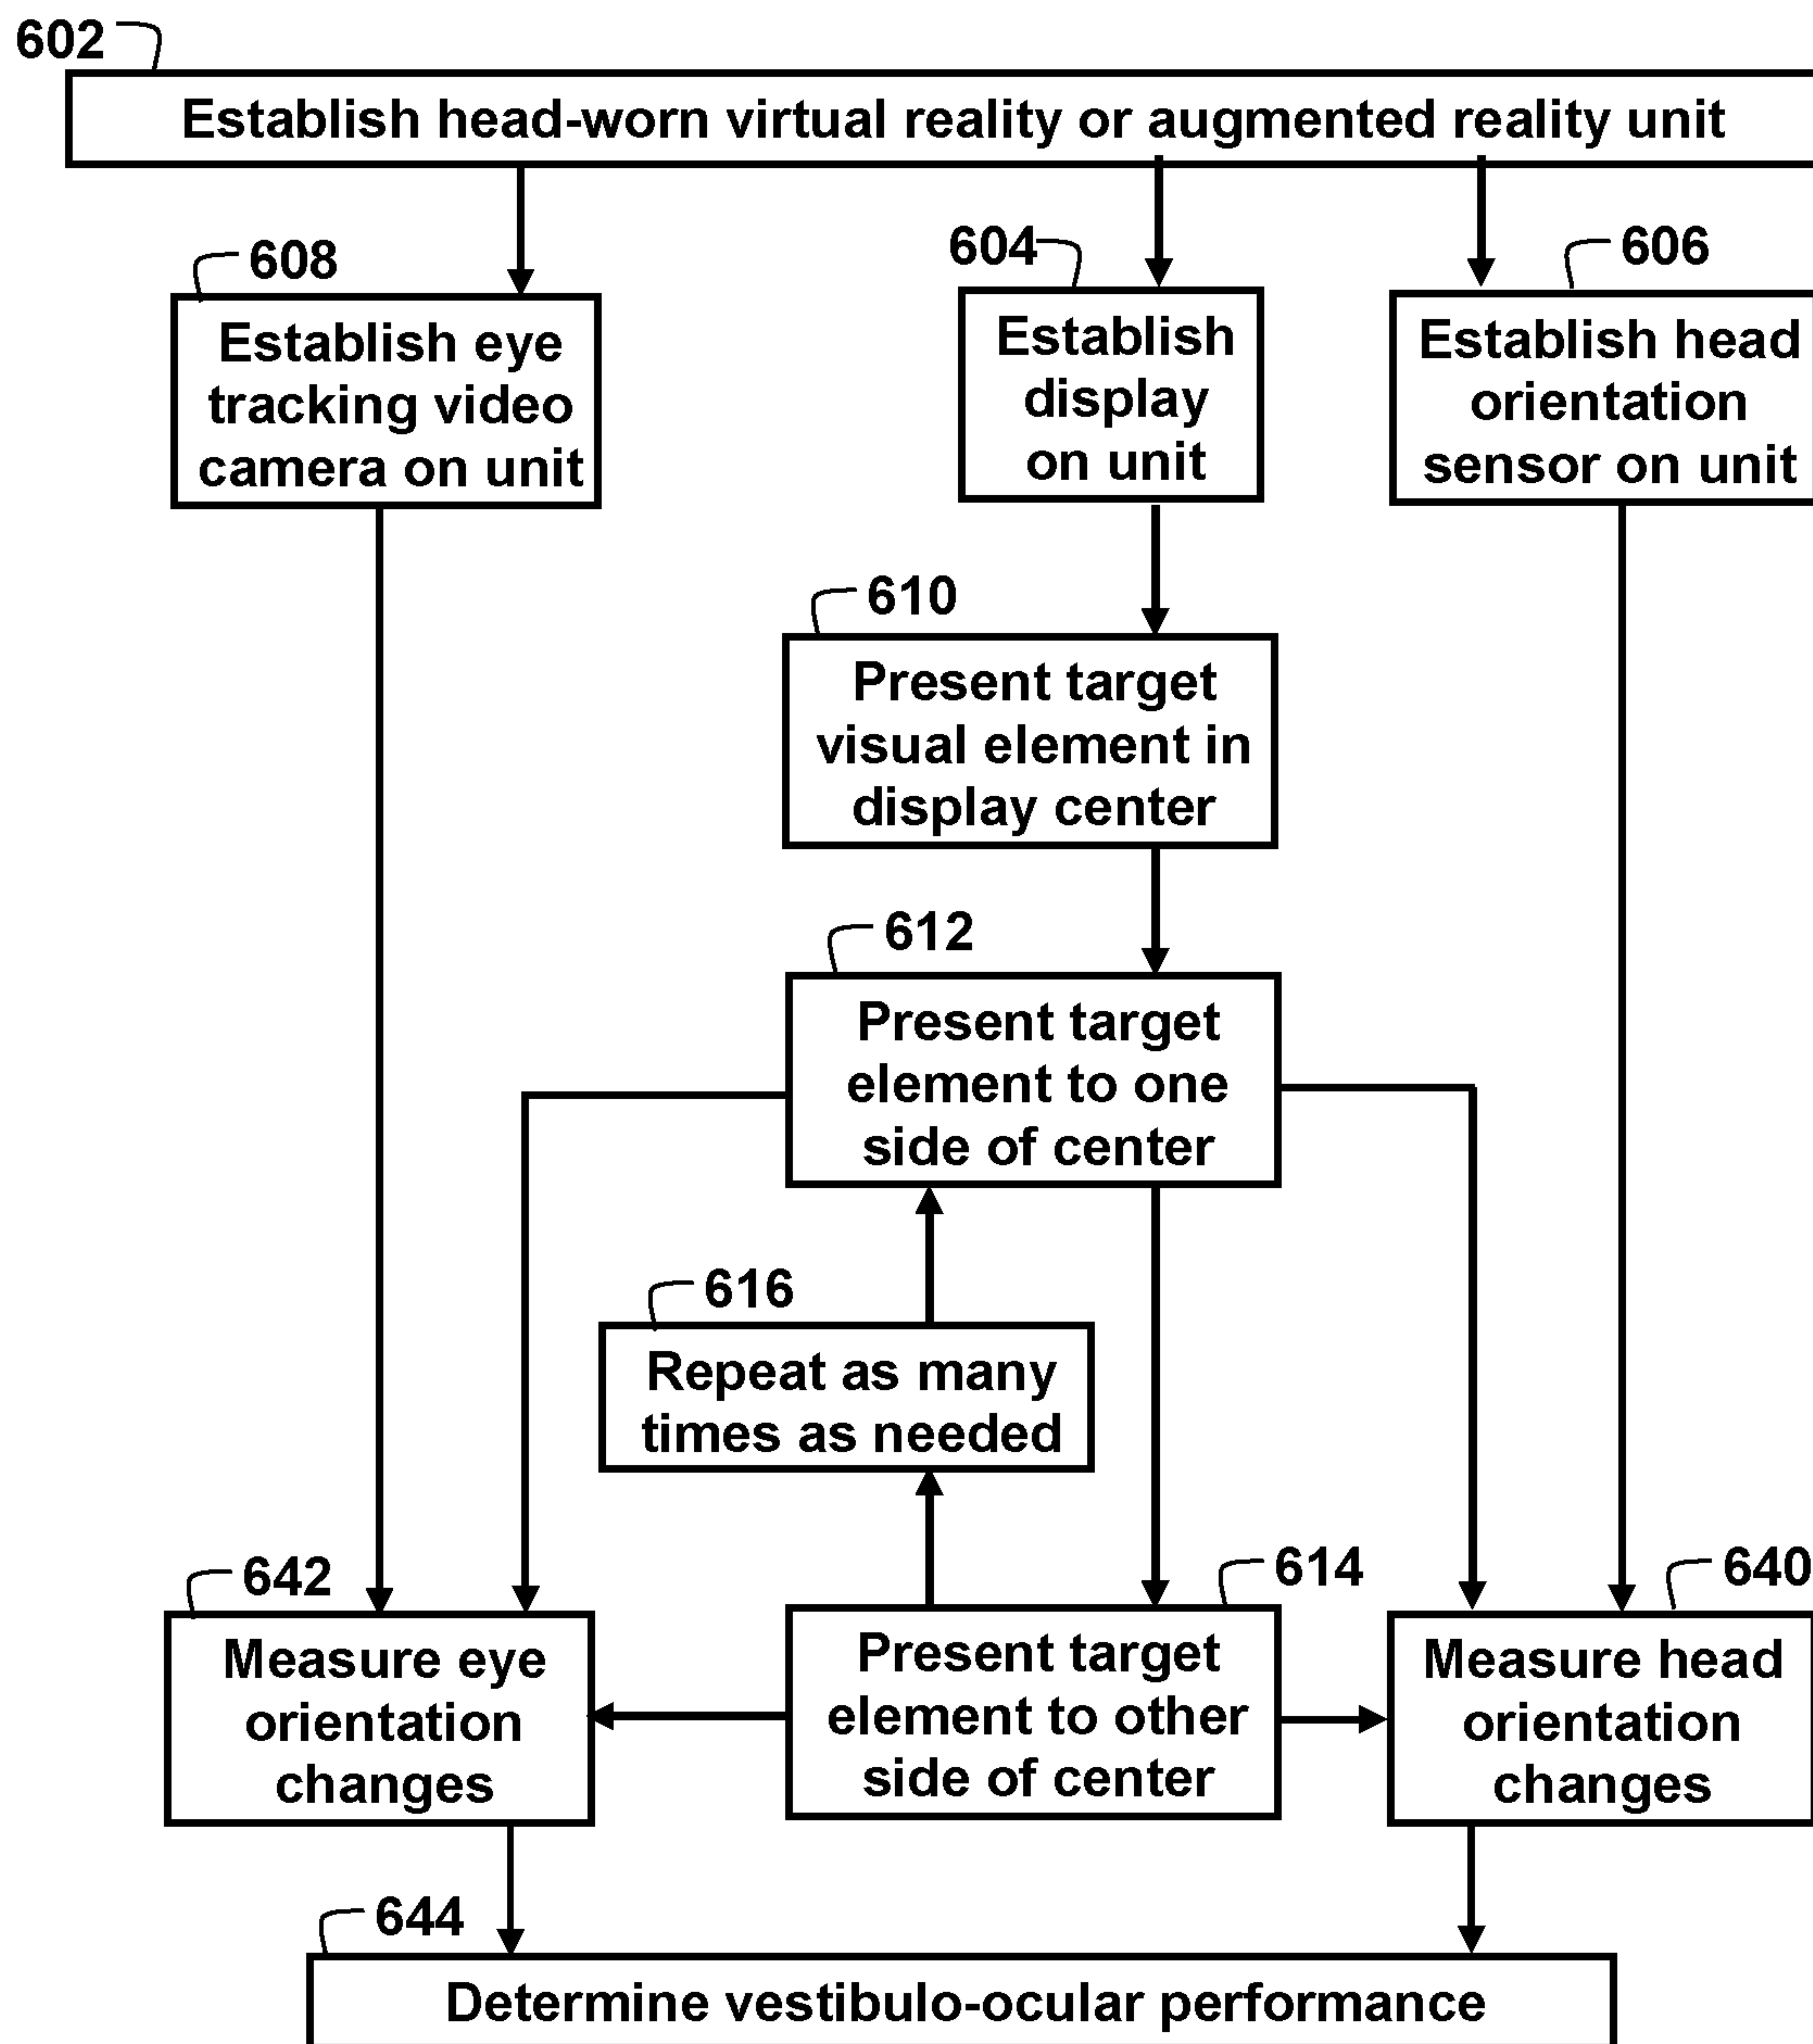 602
Establish head-worn virtual reality or augmented reality unit
608
Establish eye
tracking video
camera on unit
604
Establish
display
on unit
606
Establish head
orientation
sensor on unit
610
Present target
visual element in
display center
612
Present target
element to one
side of center
616
Repeat as many
times as needed
642
Measure eye
orientation
changes
614
Present target
element to other
side of center
640
Measure head
orientation
changes
644
Determine vestibulo-ocular performance